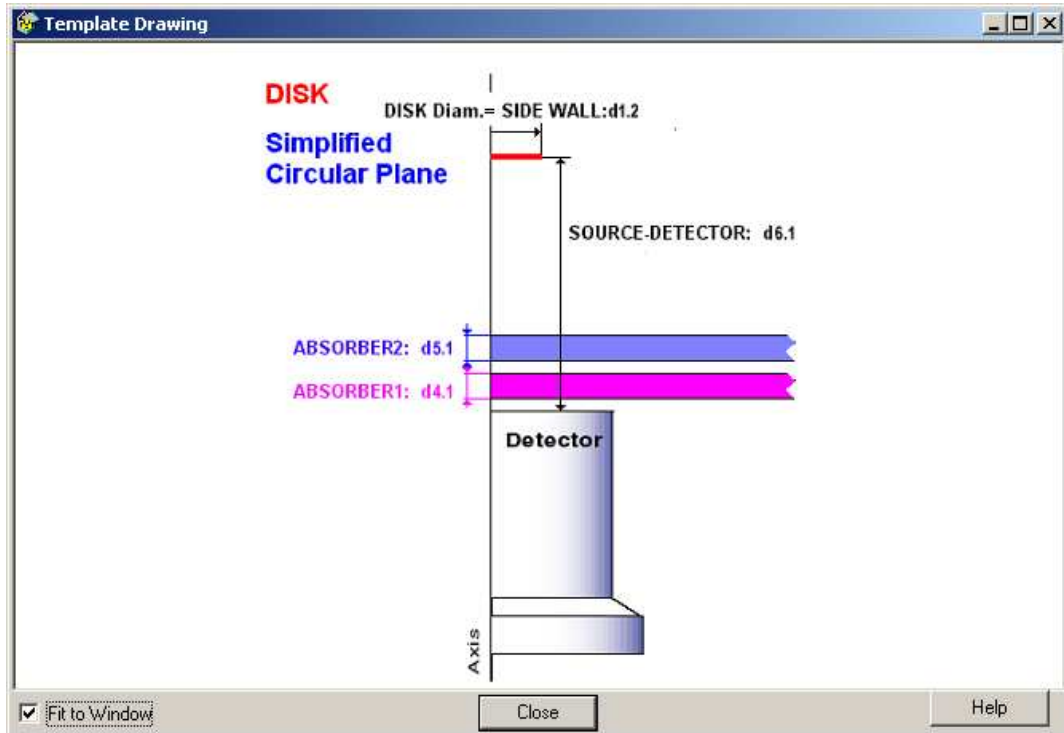 Template Drawing
DISK
DISK Diam.= SIDE WALL:d1.2
Simplified
Circular Plane
SOURCE-DETECTOR: d6.1
ABSORBER2: d5.1
ABSORBER1: d4.1
Detector
Axis
Fit to Window
Close
Help